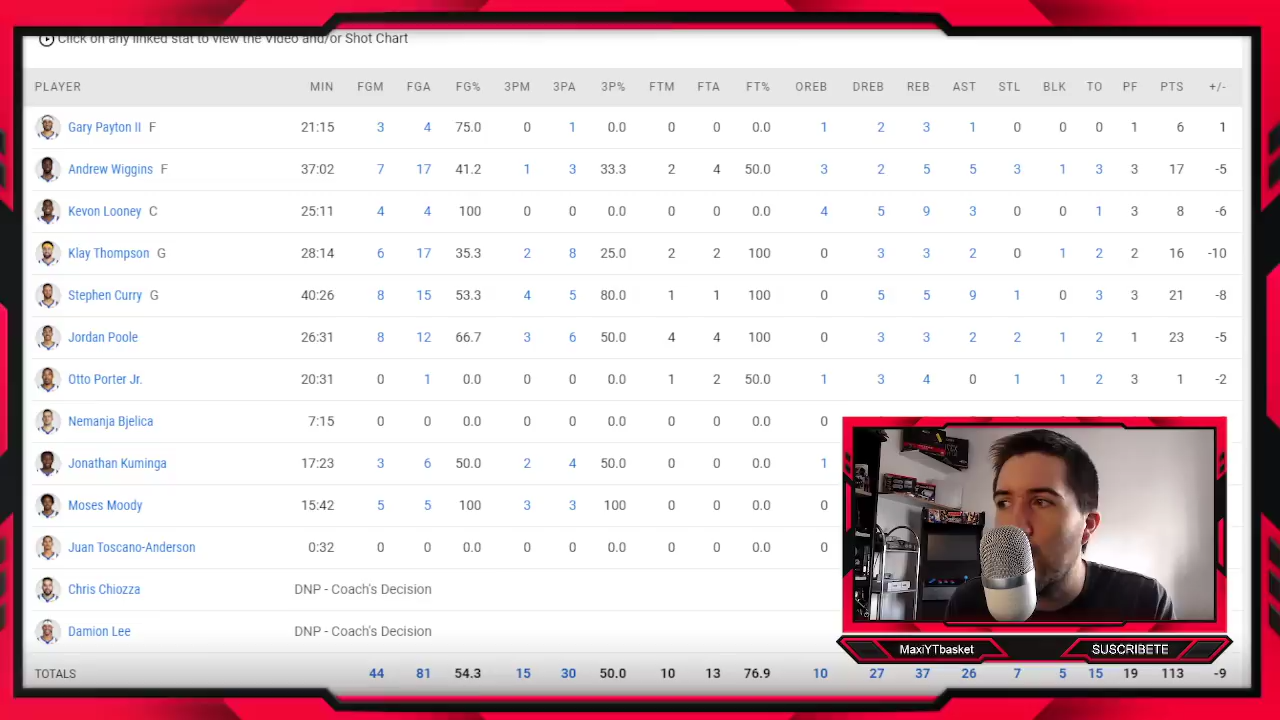 Click on any linked stat to view the Video and/or Shot Chart
PLAYER MIN FGM FGA FG% 3PM 3PA 3P% FTM FTA FT% OREB DREB REB AST STL BLK TO PF PTS +/-
Gary Payton II F 21:15 3 4 75.0 0 1 0.0 0 0 0.0 1 2 3 1 0 0 0 1 6 1
Andrew Wiggins F 37:02 7 17 41.2 1 3 33.3 2 4 50.0 3 2 5 5 3 1 3 3 17 -5
Kevon Looney C 25:11 4 4 100 0 0 0.0 0 0 0.0 4 5 9 3 0 0 1 3 8 -6
Klay Thompson G 28:14 6 17 35.3 2 8 25.0 2 2 100 0 3 3 2 0 1 2 2 16 -10
Stephen Curry G 40:26 8 15 53.3 4 5 80.0 1 1 100 0 5 5 9 1 0 3 3 21 -8
Jordan Poole 26:31 8 12 66.7 3 6 50.0 4 4 100 0 3 3 2 2 1 2 1 23 -5
Otto Porter Jr. 20:31 0 1 0.0 0 0 0.0 1 2 50.0 1 3 4 0 1 1 2 3 1 -2
Nemanja Bjelica 7:15 0 0 0.0 0 0 0.0 0 0 0.0 0
Jonathan Kuminga 17:23 3 6 50.0 2 4 50.0 0 0 0.0 1
Moses Moody 15:42 5 5 100 3 3 100 0 0 0.0 0
Juan Toscano-Anderson 0:32 0 0 0.0 0 0 0.0 0 0 0.0 0
Chris Chiozza DNP - Coach's Decision
Damion Lee DNP - Coach's Decision
MaxiYTbasket SUSCRIBETE
TOTALS 44 81 54.3 15 30 50.0 10 13 76.9 10 27 37 26 7 5 15 19 113 -9